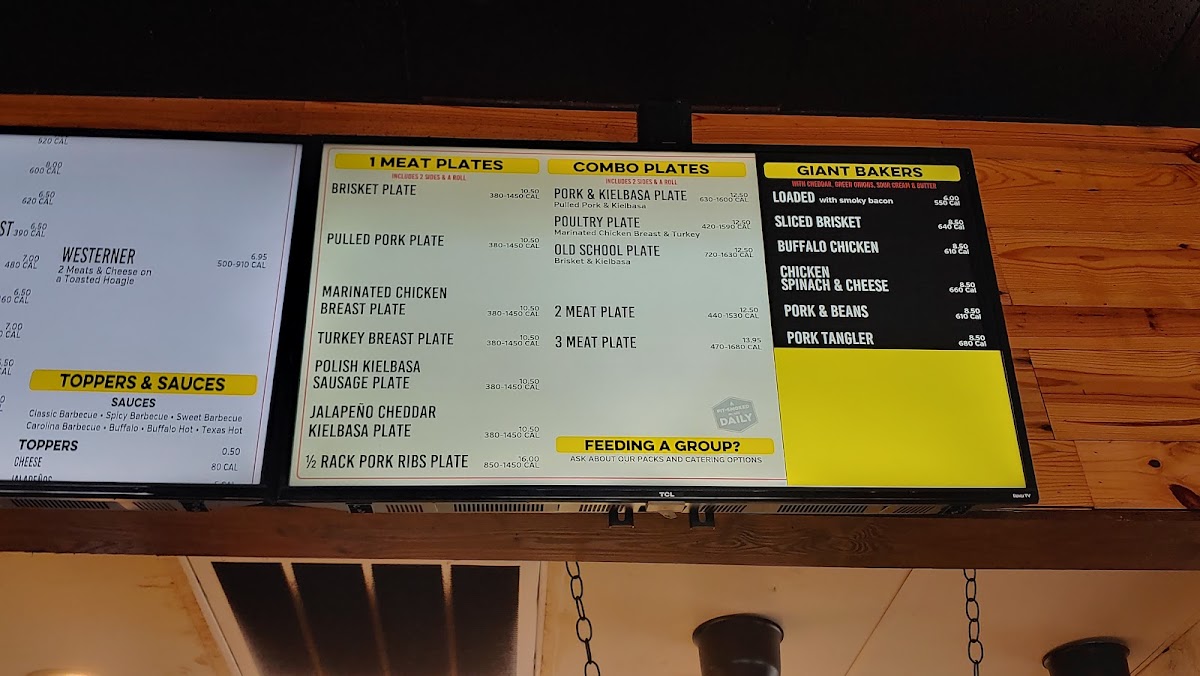 520 CAL
8.00
600 CAL
6.50
620 CAL
ST 6.50
390 CAL
7.00
480 CAL
WESTERNER
2 Meats & Cheese on
a Toasted Hoagie
6.95
500-910 CAL
6.50
60 CAL
7.00
0 CAL
.50
CAL
TOPPERS & SAUCES
SAUCES
Classic Barbecue • Spicy Barbecue • Sweet Barbecue
Carolina Barbecue • Buffalo • Buffalo Hot • Texas Hot
TOPPERS
CHEESE
0.50
80 CAL
JALAPEÑOS
5 CAL
1 MEAT PLATES
INCLUDES 2 SIDES & A ROLL
BRISKET PLATE 10.50
380-1450 CAL
PULLED PORK PLATE 10.50
380-1450 CAL
MARINATED CHICKEN
BREAST PLATE 10.50
380-1450 CAL
TURKEY BREAST PLATE 10.50
380-1450 CAL
POLISH KIELBASA
SAUSAGE PLATE 10.50
380-1450 CAL
JALAPEÑO CHEDDAR
KIELBASA PLATE 10.50
380-1450 CAL
½ RACK PORK RIBS PLATE 16.00
850-1450 CAL
COMBO PLATES
INCLUDES 2 SIDES & A ROLL
PORK & KIELBASA PLATE 12.50
Pulled Pork & Kielbasa 630-1600 CAL
POULTRY PLATE 12.50
Marinated Chicken Breast & Turkey 420-1590 CAL
OLD SCHOOL PLATE 12.50
Brisket & Kielbasa 720-1630 CAL
2 MEAT PLATE 12.50
440-1530 CAL
3 MEAT PLATE 13.95
470-1680 CAL
PIT-SMOKED
DAILY
FEEDING A GROUP?
ASK ABOUT OUR PACKS AND CATERING OPTIONS
GIANT BAKERS
WITH CHEDDAR, GREEN ONIONS, SOUR CREAM & BUTTER
LOADED with smoky bacon 6.00
550 Cal
SLICED BRISKET 8.50
640 Cal
BUFFALO CHICKEN 8.50
610 Cal
CHICKEN
SPINACH & CHEESE 8.50
660 Cal
PORK & BEANS 8.50
610 Cal
PORK TANGLER 8.50
680 Cal
TCL
Roku TV